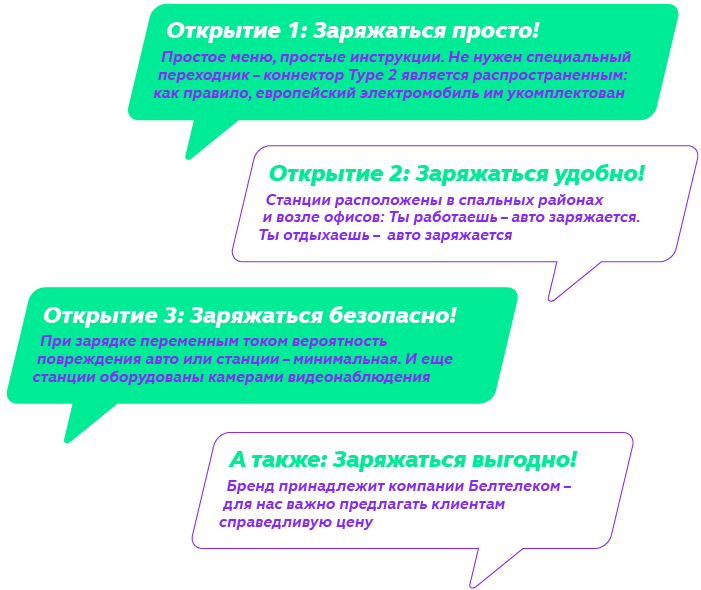 Открытие 1: Заряжаться просто!
Простое меню, простые инструкции. Не нужен специальный
переходник – коннектор Type 2 является распространенным:
как правило, европейский электромобиль им укомплектован
Открытие 2: Заряжаться удобно!
Станции расположены в спальных районах
и возле офисов: Ты работаешь – авто заряжается.
Ты отдыхаешь – авто заряжается
Открытие 3: Заряжаться безопасно!
При зарядке переменным током вероятность
повреждения авто или станции – минимальная. И еще
станции оборудованы камерами видеонаблюдения
А также: Заряжаться выгодно!
Бренд принадлежит компании Белтелеком –
для нас важно предлагать клиентам
справедливую цену